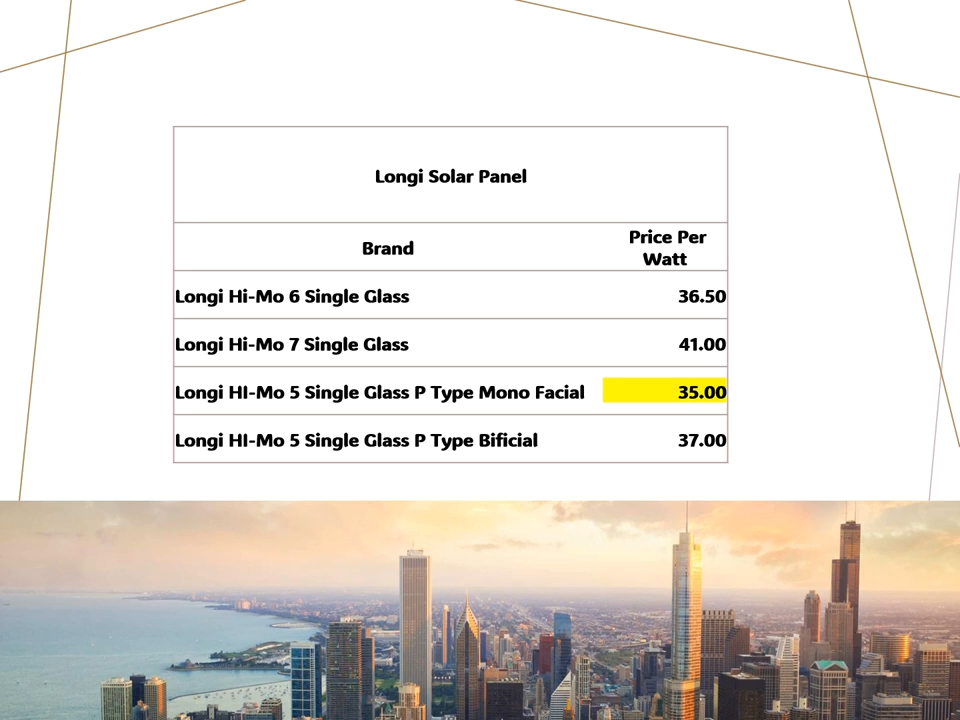 Longi Solar Panel
Brand
Price Per
Watt
Longi Hi-Mo 6 Single Glass 36.50
Longi Hi-Mo 7 Single Glass 41.00
Longi HI-Mo 5 Single Glass P Type Mono Facial 35.00
Longi HI-Mo 5 Single Glass P Type Bificial 37.00